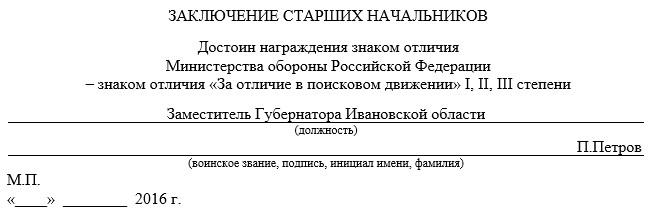 ЗАКЛЮЧЕНИЕ СТАРШИХ НАЧАЛЬНИКОВ
Достоин награждения знаком отличия
Министерства обороны Российской Федерации
– знаком отличия «За отличие в поисковом движении» I, II, III степени
Заместитель Губернатора Ивановской области
(должность)
П.Петров
(воинское звание, подпись, инициал имени, фамилия)
М.П.
«____» ________ 2016 г.